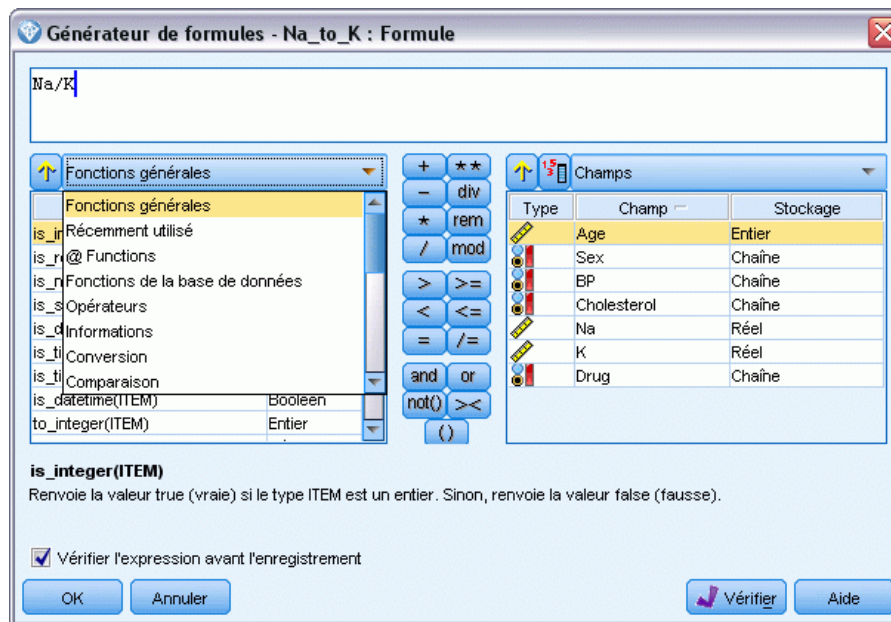 Générateur de formules - Na_to_K : Formule
Na/K
Fonctions générales
Fonctions générales
Récemment utilisé
@ Functions
Fonctions de la base de données
Opérateurs
Informations
Conversion
Comparaison
is_datetime(ITEM) Booléen
to_integer(ITEM) Entier
+ **
- div
* rem
/ mod
> >=
< <=
= /=
and or
not() ><
()
Champs
Type Champ Stockage
Age Entier
Sex Chaîne
BP Chaîne
Cholesterol Chaîne
Na Réel
K Réel
Drug Chaîne
is_integer(ITEM)
Renvoie la valeur true (vraie) si le type ITEM est un entier. Sinon, renvoie la valeur false (fausse).
Vérifier l'expression avant l'enregistrement
OK Annuler Vérifier Aide